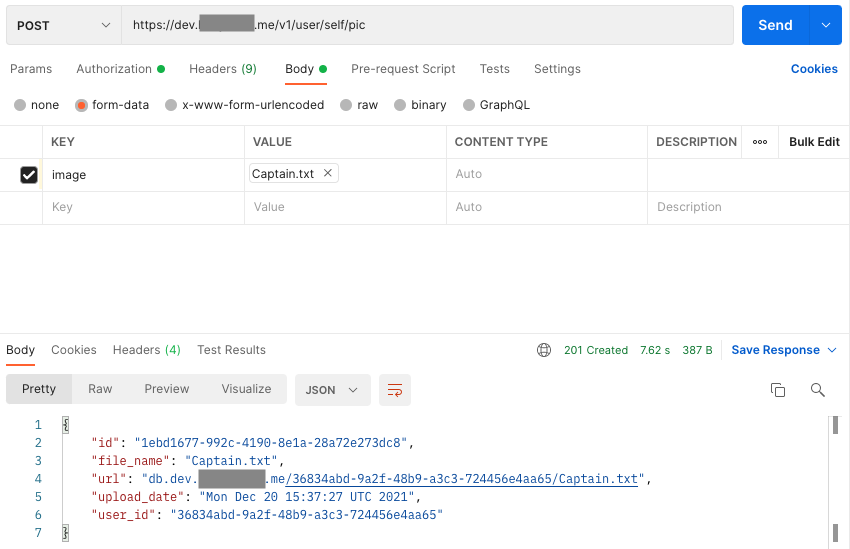 POST https://dev. .me/v1/user/self/pic Send
Params Authorization Headers (9) Body Pre-request Script Tests Settings Cookies
none form-data x-www-form-urlencoded raw binary GraphQL
KEY VALUE CONTENT TYPE DESCRIPTION ooo Bulk Edit
image Captain.txt × Auto
Key Value Auto Description
Body Cookies Headers (4) Test Results 201 Created 7.62 s 387 B Save Response
Pretty Raw Preview Visualize JSON
1 {
2 "id": "1ebd1677-992c-4190-8e1a-28a72e273dc8",
3 "file_name": "Captain.txt",
4 "url": "db.dev. .me/36834abd-9a2f-48b9-a3c3-724456e4aa65/Captain.txt",
5 "upload_date": "Mon Dec 20 15:37:27 UTC 2021",
6 "user_id": "36834abd-9a2f-48b9-a3c3-724456e4aa65"
7 }